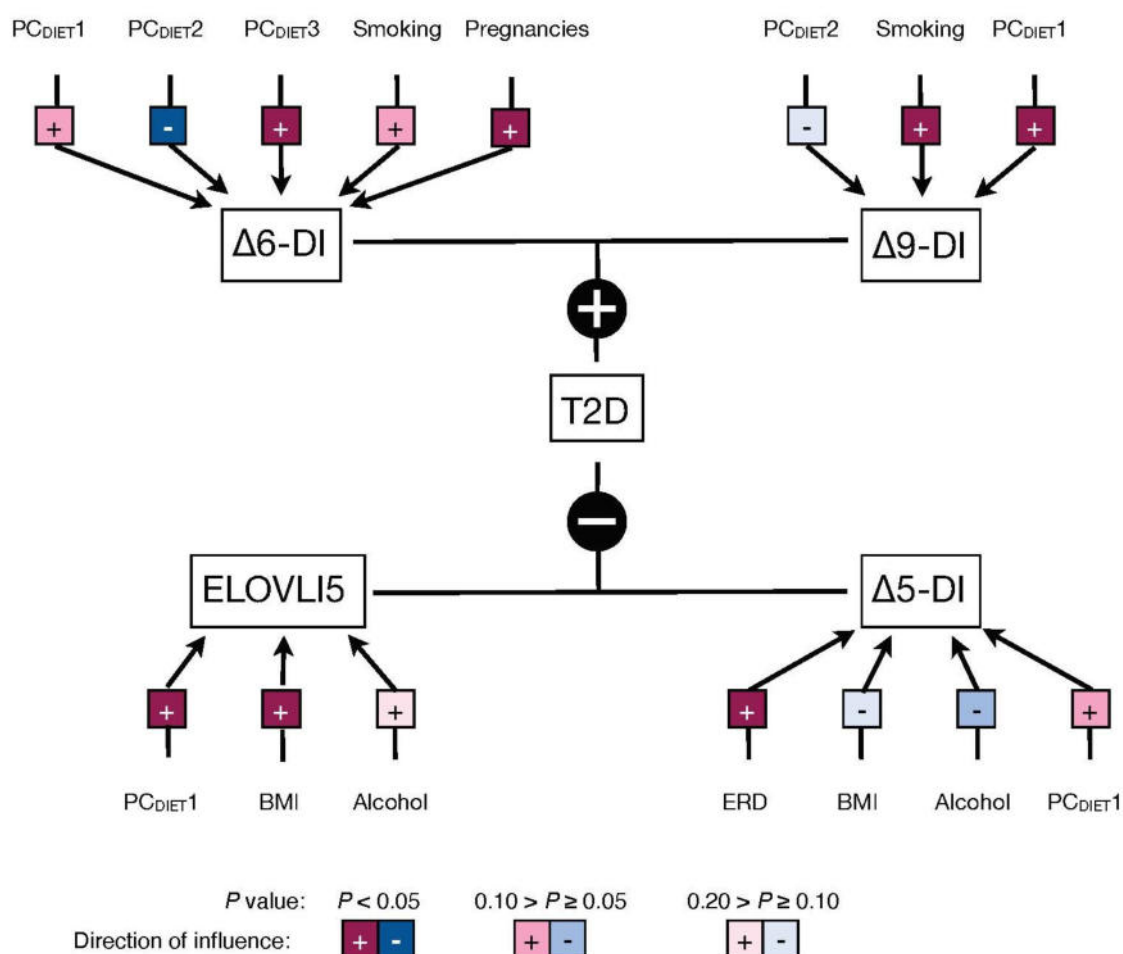 PCDIET1 PCDIET2 PCDIET3 Smoking Pregnancies PCDIET2 Smoking PCDIET1
+ - + + + - + +
Δ6-DI Δ9-DI
+
T2D
−
ELOVLI5 Δ5-DI
+ + + + - - +
PCDIET1 BMI Alcohol ERD BMI Alcohol PCDIET1
P value: P < 0.05 0.10 > P ≥ 0.05 0.20 > P ≥ 0.10
Direction of influence: + - + - + -